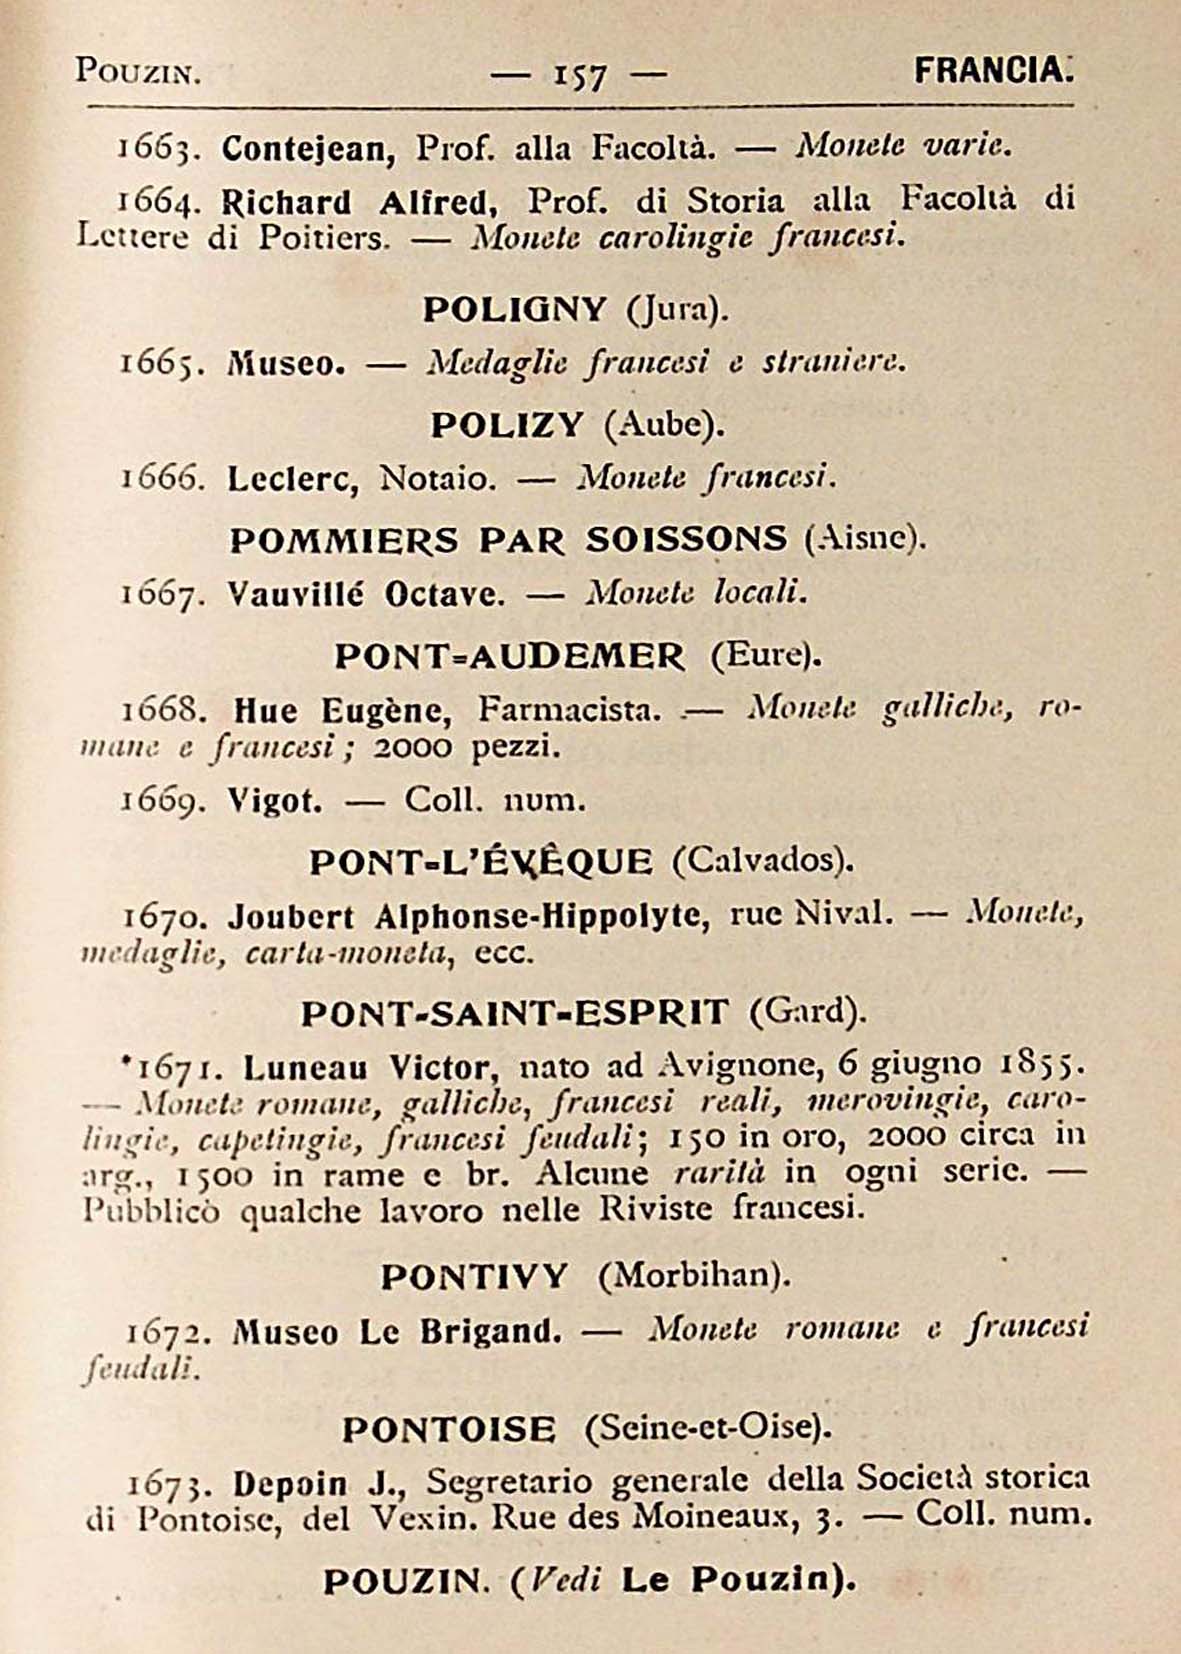 POUZIN. — 157 — FRANCIA.
1663. Contejean, Prof. alla Facoltà. — Monete varie.
1664. Richard Alfred, Prof. di Storia alla Facoltà di
Lettere di Poitiers. — Monete carolingie francesi.
POLIGNY (Jura).
1665. Museo. — Medaglie francesi e straniere.
POLIZY (Aube).
1666. Leclerc, Notaio. — Monete francesi.
POMMIERS PAR SOISSONS (Aisne).
1667. Vauvillé Octave. — Monete locali.
PONT-AUDEMER (Eure).
1668. Hue Eugène, Farmacista. — Monete galliche, ro-
mane e francesi; 2000 pezzi.
1669. Vigot. — Coll. num.
PONT-L'ÉVÊQUE (Calvados).
1670. Joubert Alphonse-Hippolyte, rue Nival. — Monete,
medaglie, carta-moneta, ecc.
PONT-SAINT-ESPRIT (Gard).
*1671. Luneau Victor, nato ad Avignone, 6 giugno 1855.
— Monete romane, galliche, francesi reali, merovingie, caro-
lingie, capetingie, francesi feudali; 150 in oro, 2000 circa in
arg., 1500 in rame e br. Alcune rarità in ogni serie. —
Pubblicò qualche lavoro nelle Riviste francesi.
PONTIVY (Morbihan).
1672. Museo Le Brigand. — Monete romane e francesi
feudali.
PONTOISE (Seine-et-Oise).
1673. Depoin J., Segretario generale della Società storica
di Pontoise, del Vexin. Rue des Moineaux, 3. — Coll. num.
POUZIN. (Vedi Le Pouzin).